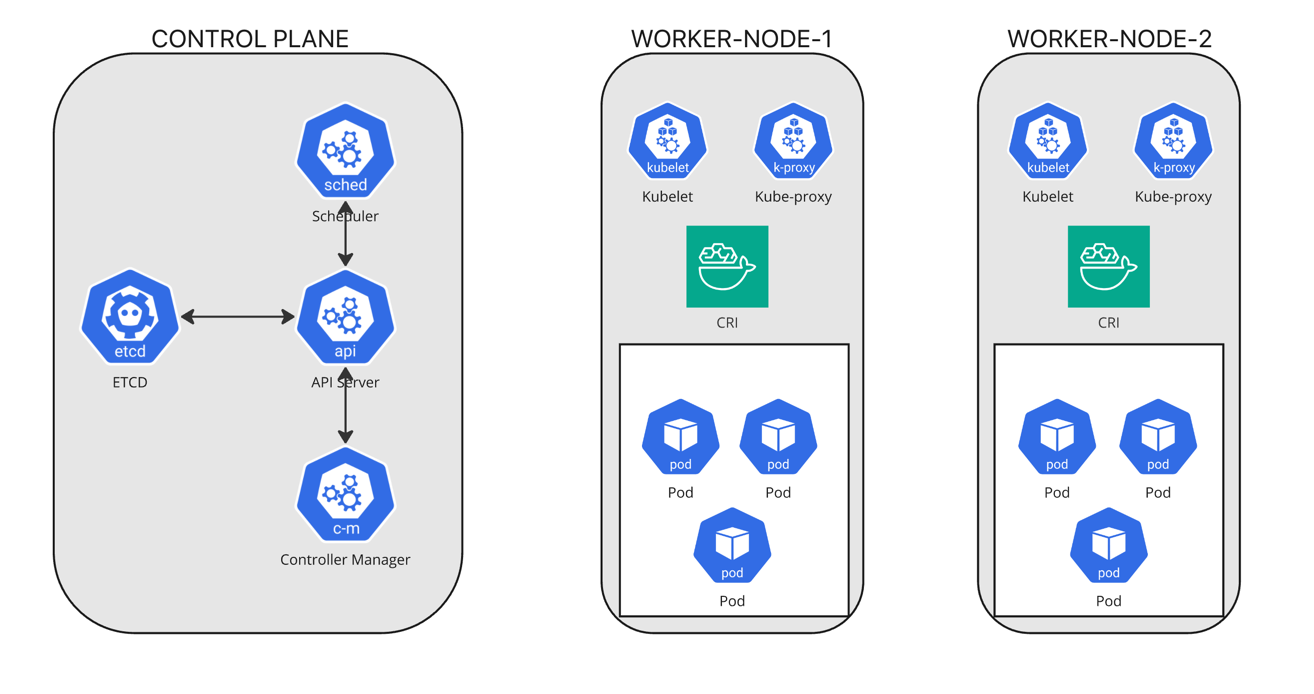 CONTROL PLANE
sched
Scheduler
etcd
ETCD
api
API Server
c-m
Controller Manager
WORKER-NODE-1
kubelet
Kubelet
k-proxy
Kube-proxy
CRI
pod
Pod
pod
Pod
pod
Pod
WORKER-NODE-2
kubelet
Kubelet
k-proxy
Kube-proxy
CRI
pod
Pod
pod
Pod
pod
Pod